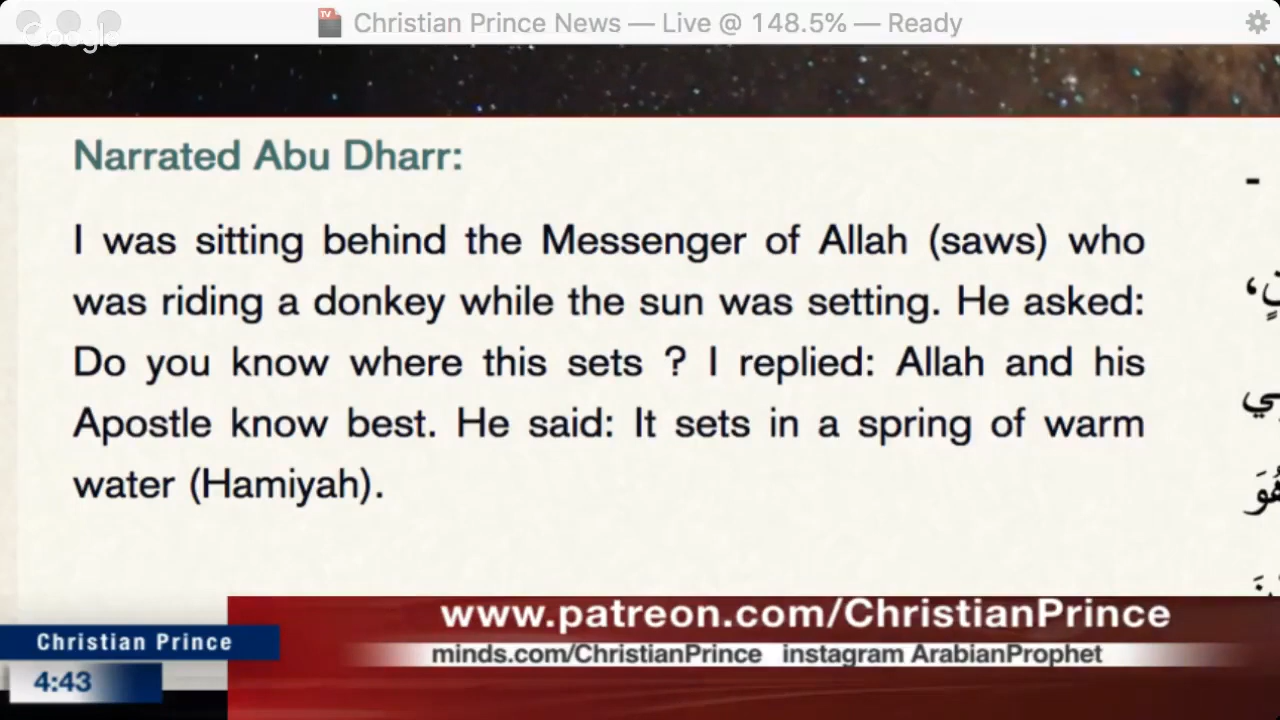 Christian Prince News — Live @ 148.5% — Ready
Google
Narrated Abu Dharr:
I was sitting behind the Messenger of Allah (saws) who
was riding a donkey while the sun was setting. He asked:
Do you know where this sets ? I replied: Allah and his
Apostle know best. He said: It sets in a spring of warm
water (Hamiyah).
www.patreon.com/ChristianPrince
Christian Prince
minds.com/ChristianPrince instagram ArabianProphet
4:43